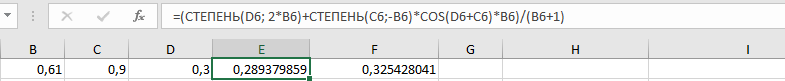 =(СТЕПЕНЬ(D6; 2*B6)+СТЕПЕНЬ(C6;-B6)*COS(D6+C6)*B6)/(B6+1)
B C D E F G H I
0,61 0,9 0,3 0,289379859 0,325428041